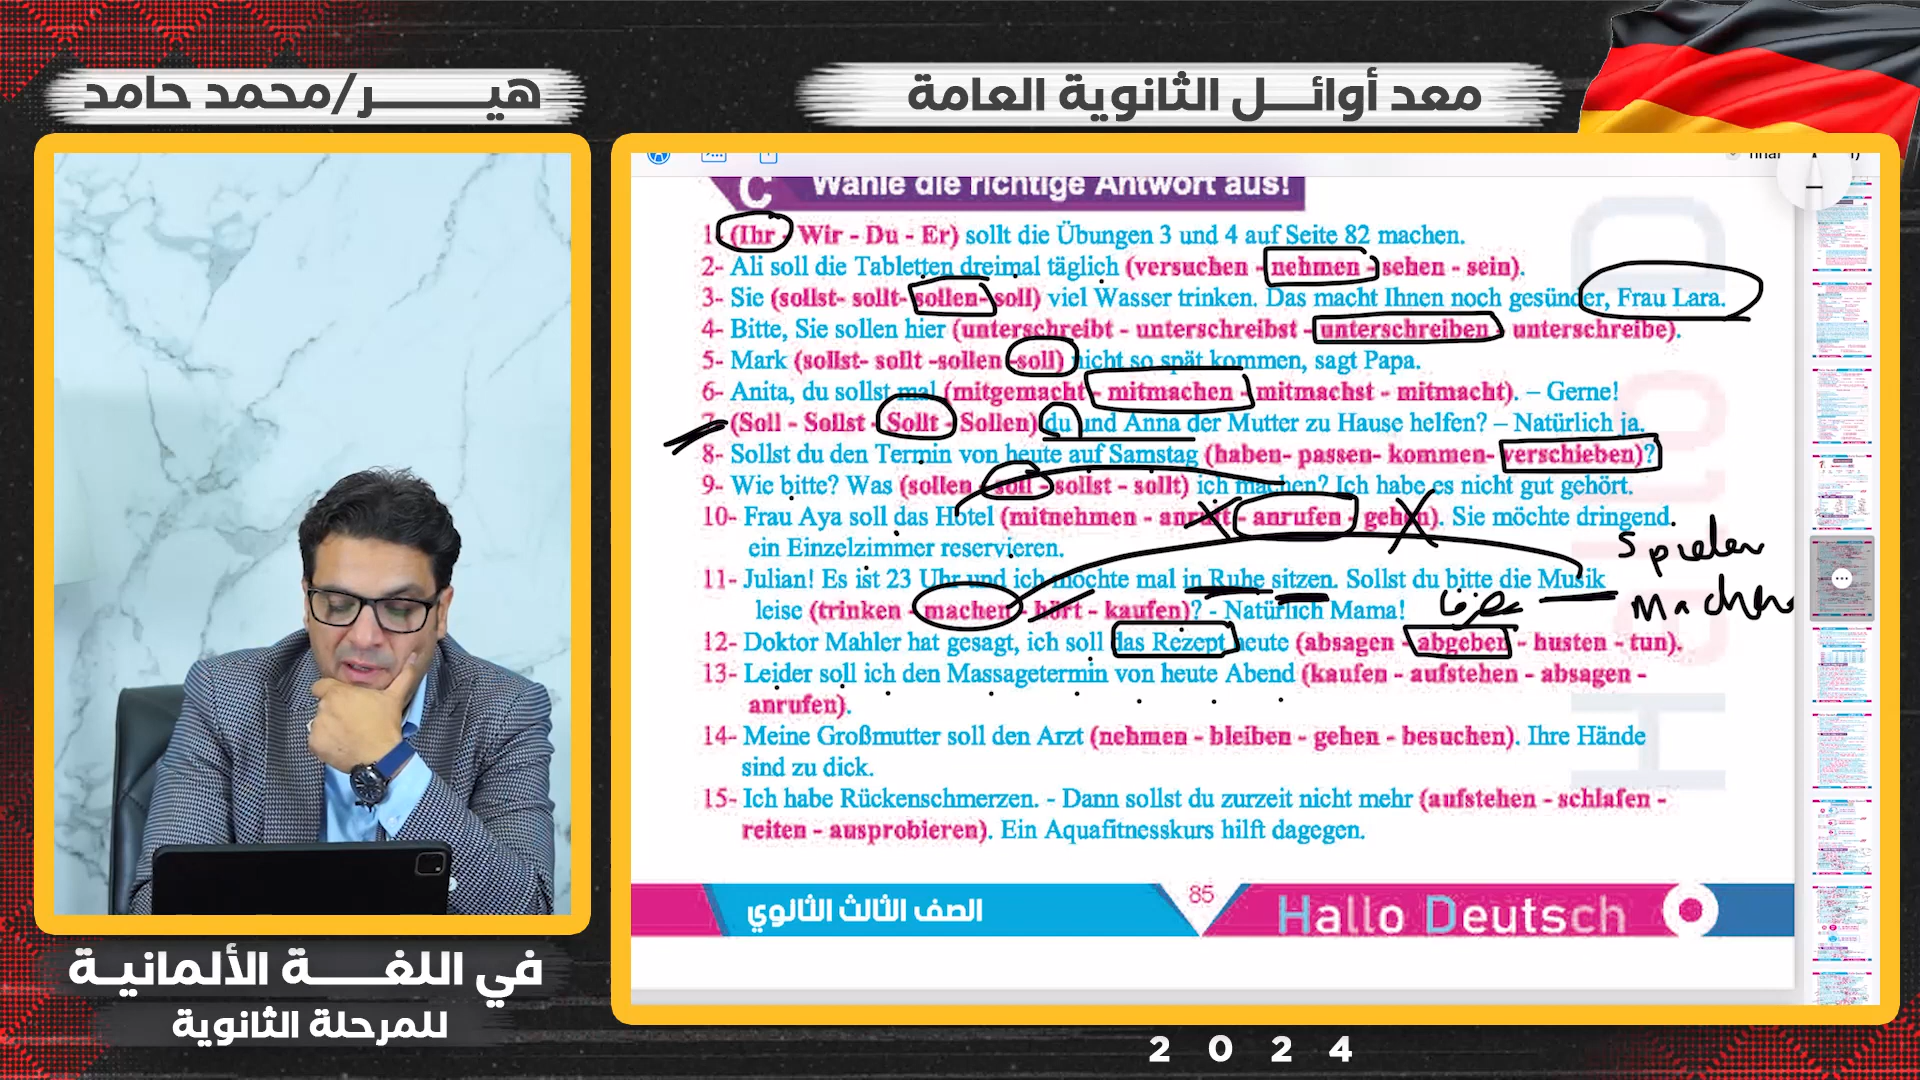 هيـــر/محمد حامد
معد أوائـل الثانوية العامة
C Wähle die richtige Antwort aus!
1- (Ihr - Wir - Du - Er) sollt die Übungen 3 und 4 auf Seite 82 machen.
2- Ali soll die Tabletten dreimal täglich (versuchen - nehmen - sehen - sein).
3- Sie (sollst- sollt- sollen- soll) viel Wasser trinken. Das macht Ihnen noch gesünder, Frau Lara.
4- Bitte, Sie sollen hier (unterschreibt - unterschreibst - unterschreiben - unterschreibe).
5- Mark (sollst- sollt -sollen -soll) nicht so spät kommen, sagt Papa.
6- Anita, du sollst mal (mitgemacht - mitmachen - mitmachst - mitmacht). – Gerne!
7- (Soll - Sollst - Sollt - Sollen) du und Anna der Mutter zu Hause helfen? – Natürlich ja.
8- Sollst du den Termin von heute auf Samstag (haben- passen- kommen- verschieben)?
9- Wie bitte? Was (sollen - soll - sollst - sollt) ich machen? Ich habe es nicht gut gehört.
10- Frau Aya soll das Hotel (mitnehmen - anruft - anrufen - gehen). Sie möchte dringend
ein Einzelzimmer reservieren.
spielen
11- Julian! Es ist 23 Uhr und ich möchte mal in Ruhe sitzen. Sollst du bitte die Musik
machen
leise (trinken - machen - hört - kaufen)? - Natürlich Mama!
12- Doktor Mahler hat gesagt, ich soll das Rezept heute (absagen - abgeben - husten - tun).
13- Leider soll ich den Massagetermin von heute Abend (kaufen - aufstehen - absagen -
anrufen).
14- Meine Großmutter soll den Arzt (nehmen - bleiben - gehen - besuchen). Ihre Hände
sind zu dick.
15- Ich habe Rückenschmerzen. - Dann sollst du zurzeit nicht mehr (aufstehen - schlafen -
reiten - ausprobieren). Ein Aquafitnesskurs hilft dagegen.
الصف الثالث الثانوي
85
Hallo Deutsch
في اللغـــة الألمانيـة
للمرحلة الثانوية
2024